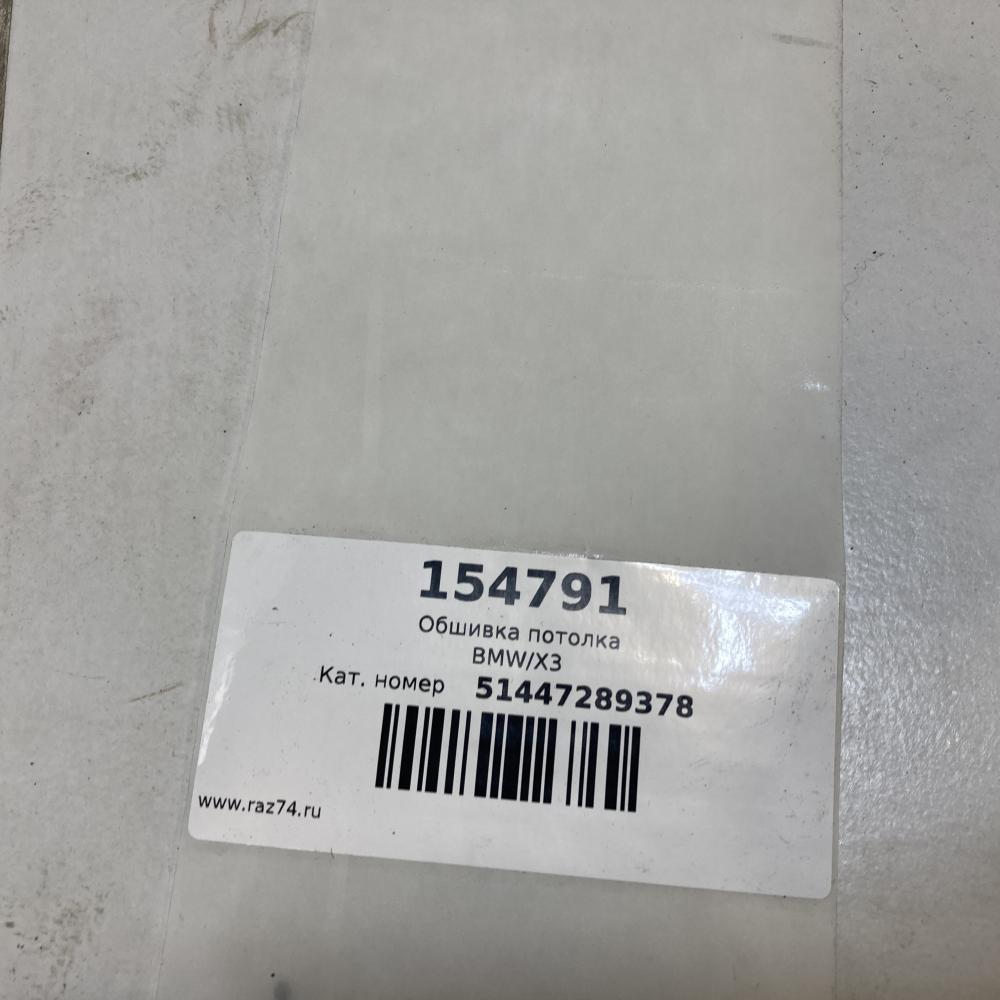 154791
Обшивка потолка
BMW/X3
Кат. номер 51447289378
www.raz74.ru